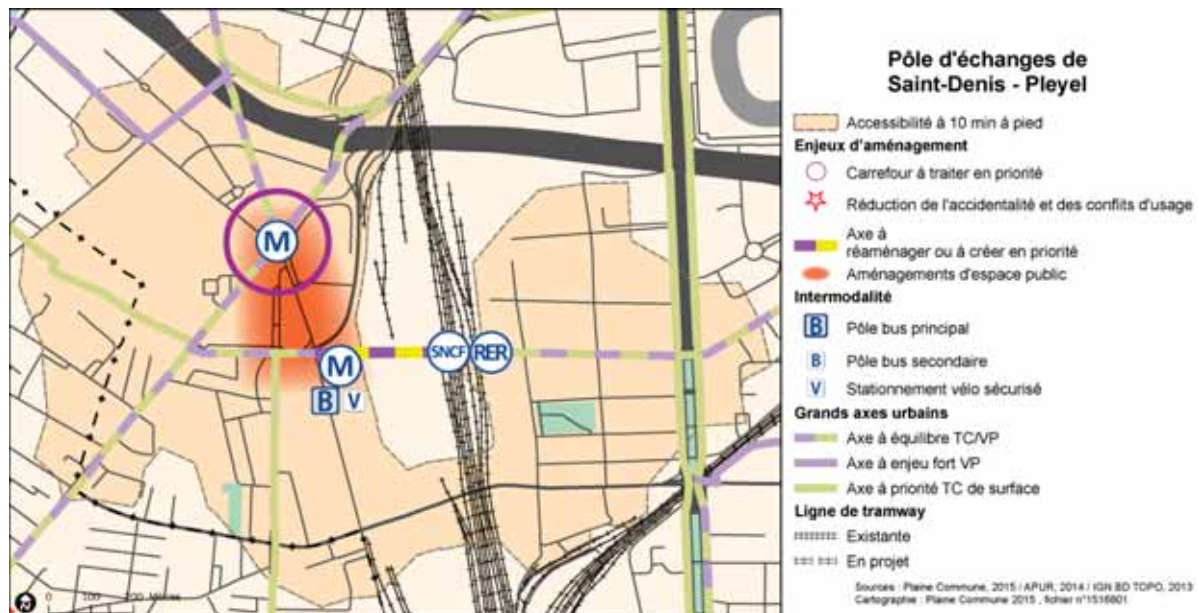 Pôle d'échanges de
Saint-Denis - Pleyel
Accessibilité à 10 min à pied
Enjeux d'aménagement
Carrefour à traiter en priorité
Réduction de l'accidentalité et des conflits d'usage
Axe à
réaménager ou à créer en priorité
Aménagements d'espace public
Intermodalité
B Pôle bus principal
B Pôle bus secondaire
V Stationnement vélo sécurisé
Grands axes urbains
Axe à équilibre TC/VP
Axe à enjeu fort VP
Axe à priorité TC de surface
Ligne de tramway
Existante
En projet
Sources : Plaine Commune, 2015 / APUR, 2014 / IGN BD TOPO, 2013
Cartographie : Plaine Commune 2015 , fichier n°1516801
M
SNCF RER
M
B V
0 100 200 Mètres